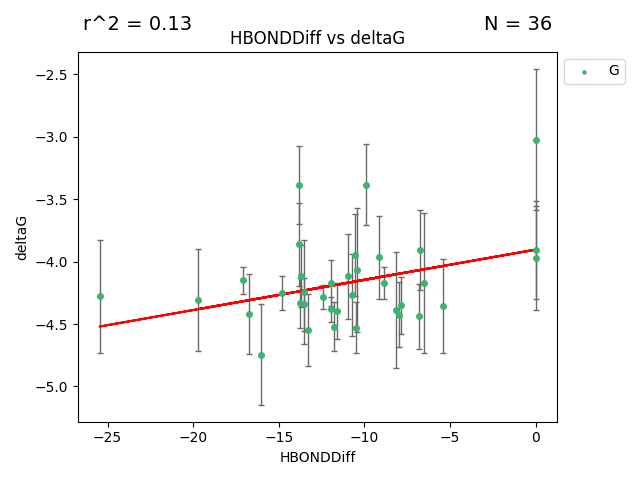 r^2 = 0.13
N = 36
HBONDDiff vs deltaG
G
−2.5
−3.0
−3.5
−4.0
−4.5
−5.0
deltaG
−25
−20
−15
−10
−5
0
HBONDDiff